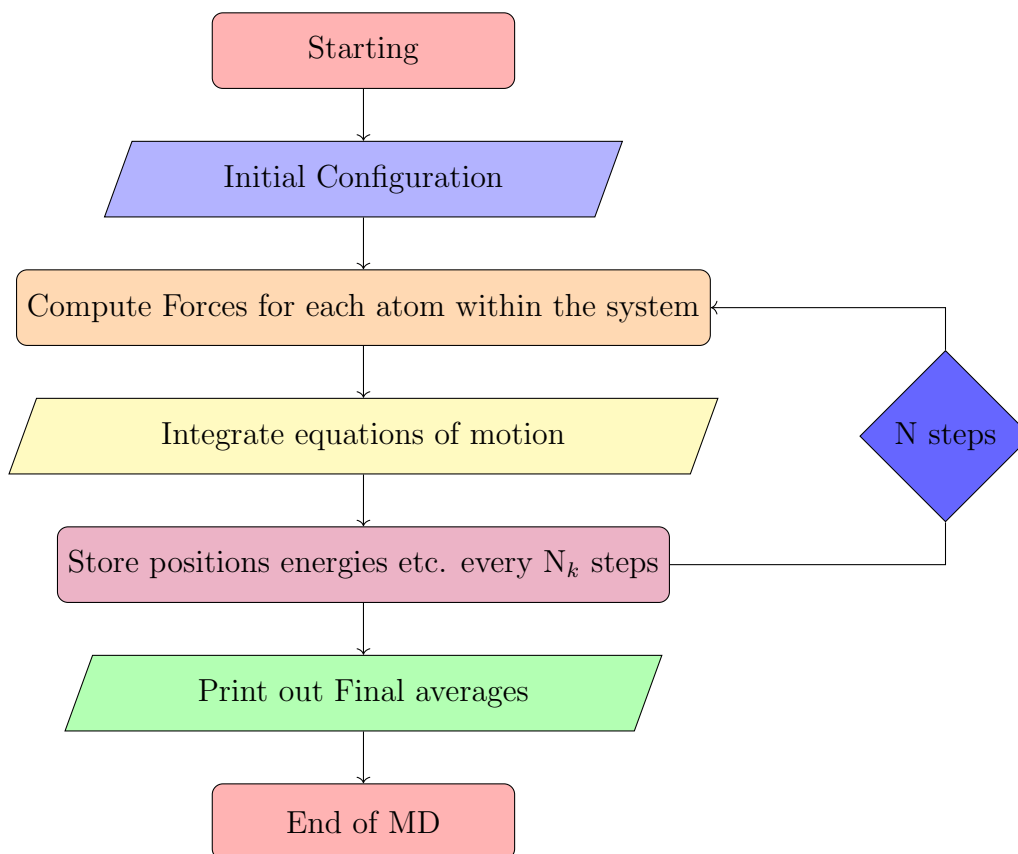 Starting
Initial Configuration
Compute Forces for each atom within the system
Integrate equations of motion
N steps
Store positions energies etc. every Nₖ steps
Print out Final averages
End of MD